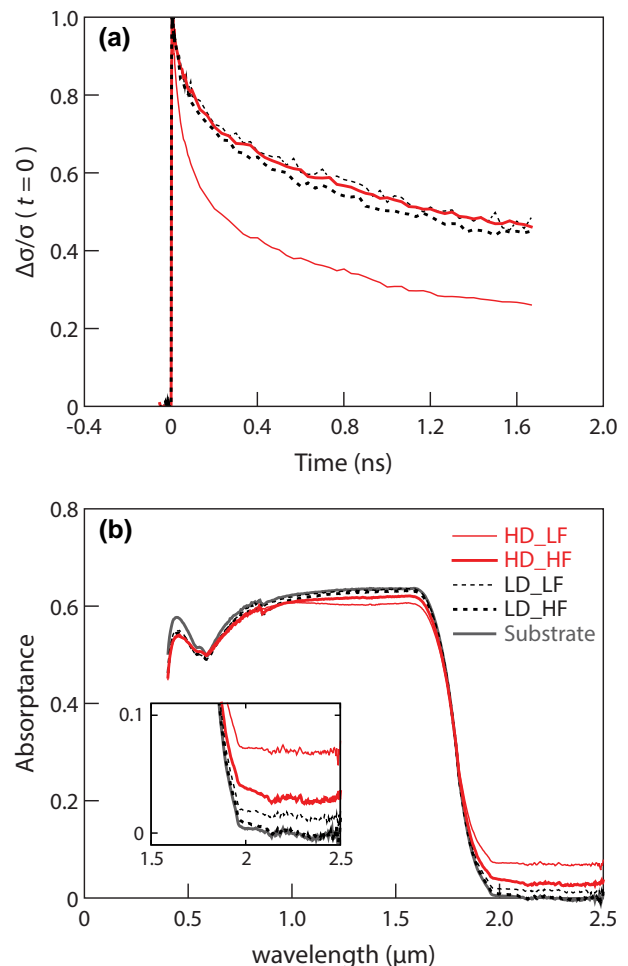 (a)
1.0
0.8
0.6
0.4
0.2
0
Δσ/σ ( t = 0 )
-0.4 0 0.4 0.8 1.2 1.6 2.0
Time (ns)
(b)
0.8
0.6
0.4
0.2
0
Absorptance
HD_LF
HD_HF
LD_LF
LD_HF
Substrate
0.1
0
1.5 2 2.5
0 0.5 1.0 1.5 2.0 2.5
wavelength (μm)